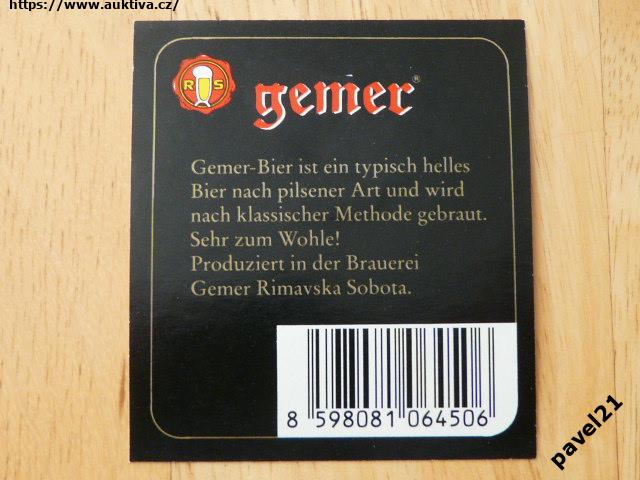 https://www.auktiva.cz/
R S
gemer®
Gemer-Bier ist ein typisch helles
Bier nach pilsener Art und wird
nach klassischer Methode gebraut.
Sehr zum Wohle!
Produziert in der Brauerei
Gemer Rimavska Sobota.
8 598081 064506
pavel21